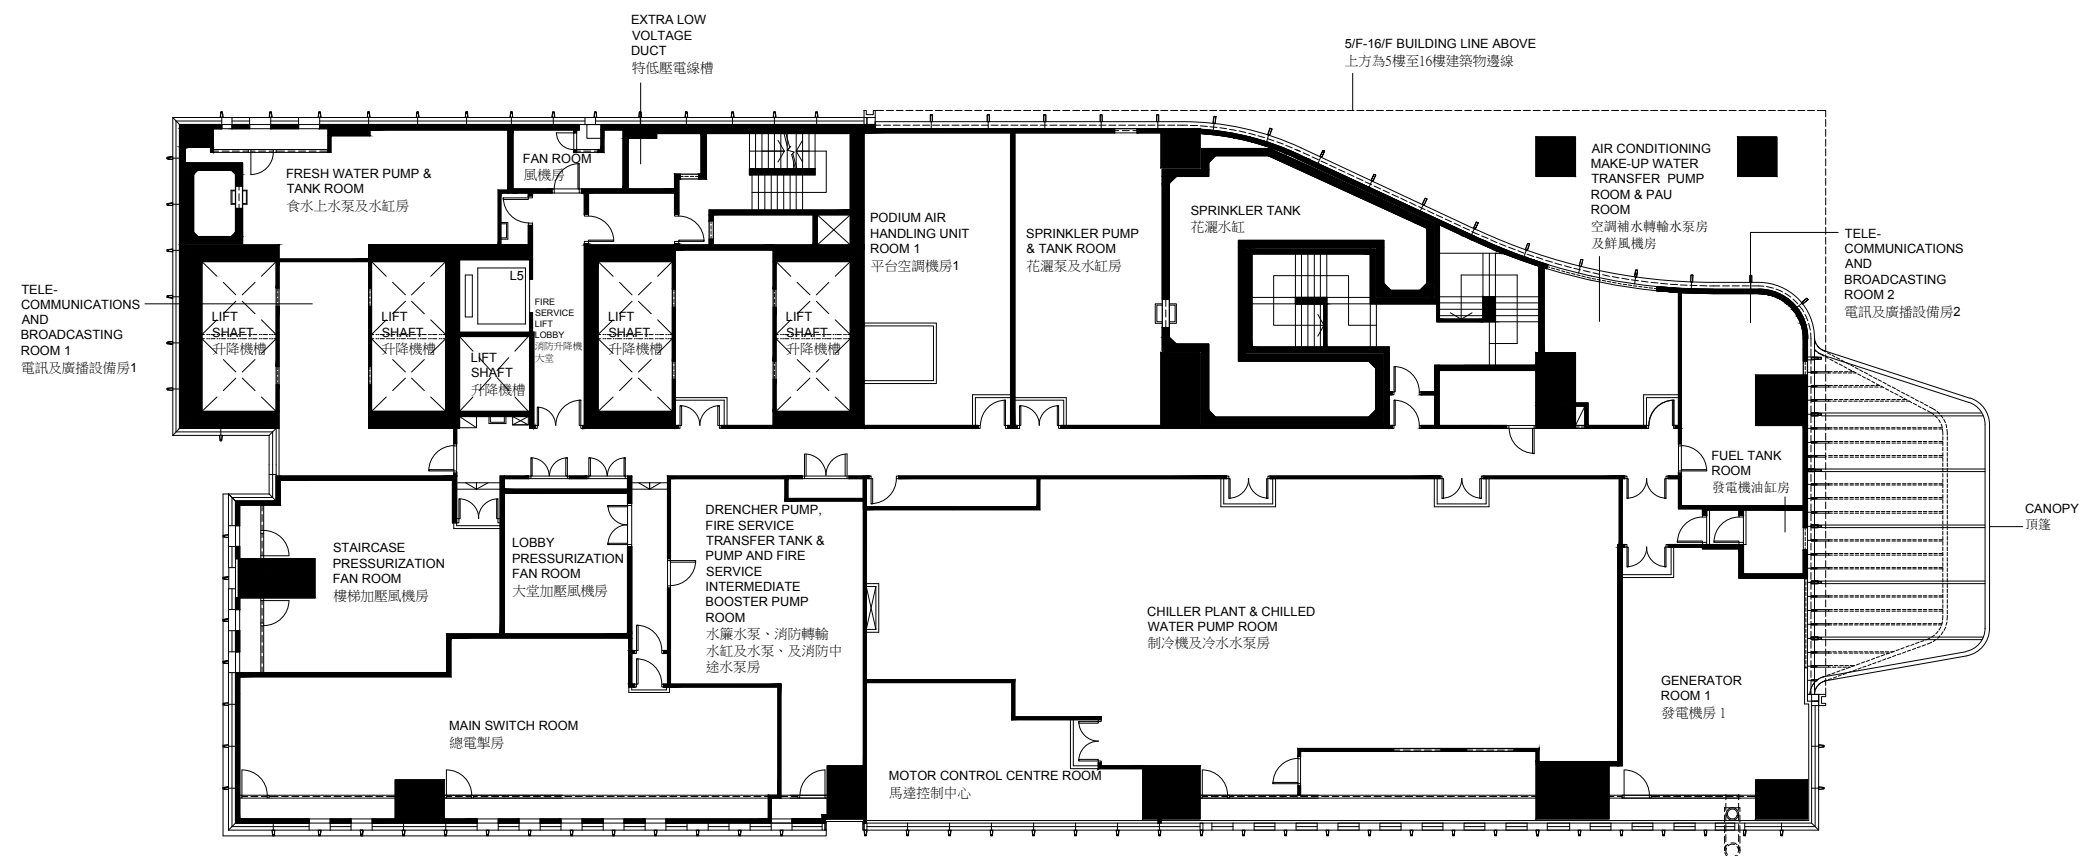 EXTRA LOW
VOLTAGE
DUCT
特低壓電線槽
5/F-16/F BUILDING LINE ABOVE
上方為5樓至16樓建築物邊線
FRESH WATER PUMP &
TANK ROOM
食水上水泵及水缸房
FAN ROOM
風機房
PODIUM AIR
HANDLING UNIT
ROOM 1
平台空調機房1
SPRINKLER PUMP
& TANK ROOM
花灑泵及水缸房
SPRINKLER TANK
花灑水缸
AIR CONDITIONING
MAKE-UP WATER
TRANSFER PUMP
ROOM & PAU
ROOM
空調補水轉輸水泵房
及鮮風機房
TELE-
COMMUNICATIONS
AND
BROADCASTING
ROOM 2
電訊及廣播設備房2
TELE-
COMMUNICATIONS
AND
BROADCASTING
ROOM 1
電訊及廣播設備房1
LIFT
SHAFT
升降機槽
LIFT
SHAFT
升降機槽
L5
LIFT
SHAFT
升降機槽
FIRE
SERVICE
LIFT
LOBBY
消防升降機
大堂
LIFT
SHAFT
升降機槽
LIFT
SHAFT
升降機槽
FUEL TANK
ROOM
發電機油缸房
CANOPY
頂篷
STAIRCASE
PRESSURIZATION
FAN ROOM
樓梯加壓風機房
LOBBY
PRESSURIZATION
FAN ROOM
大堂加壓風機房
DRENCHER PUMP,
FIRE SERVICE
TRANSFER TANK &
PUMP AND FIRE
SERVICE
INTERMEDIATE
BOOSTER PUMP
ROOM
水簾水泵、消防轉輸
水缸及水泵、及消防中
途水泵房
CHILLER PLANT & CHILLED
WATER PUMP ROOM
制冷機及冷水水泵房
GENERATOR
ROOM 1
發電機房 1
MAIN SWITCH ROOM
總電掣房
MOTOR CONTROL CENTRE ROOM
馬達控制中心